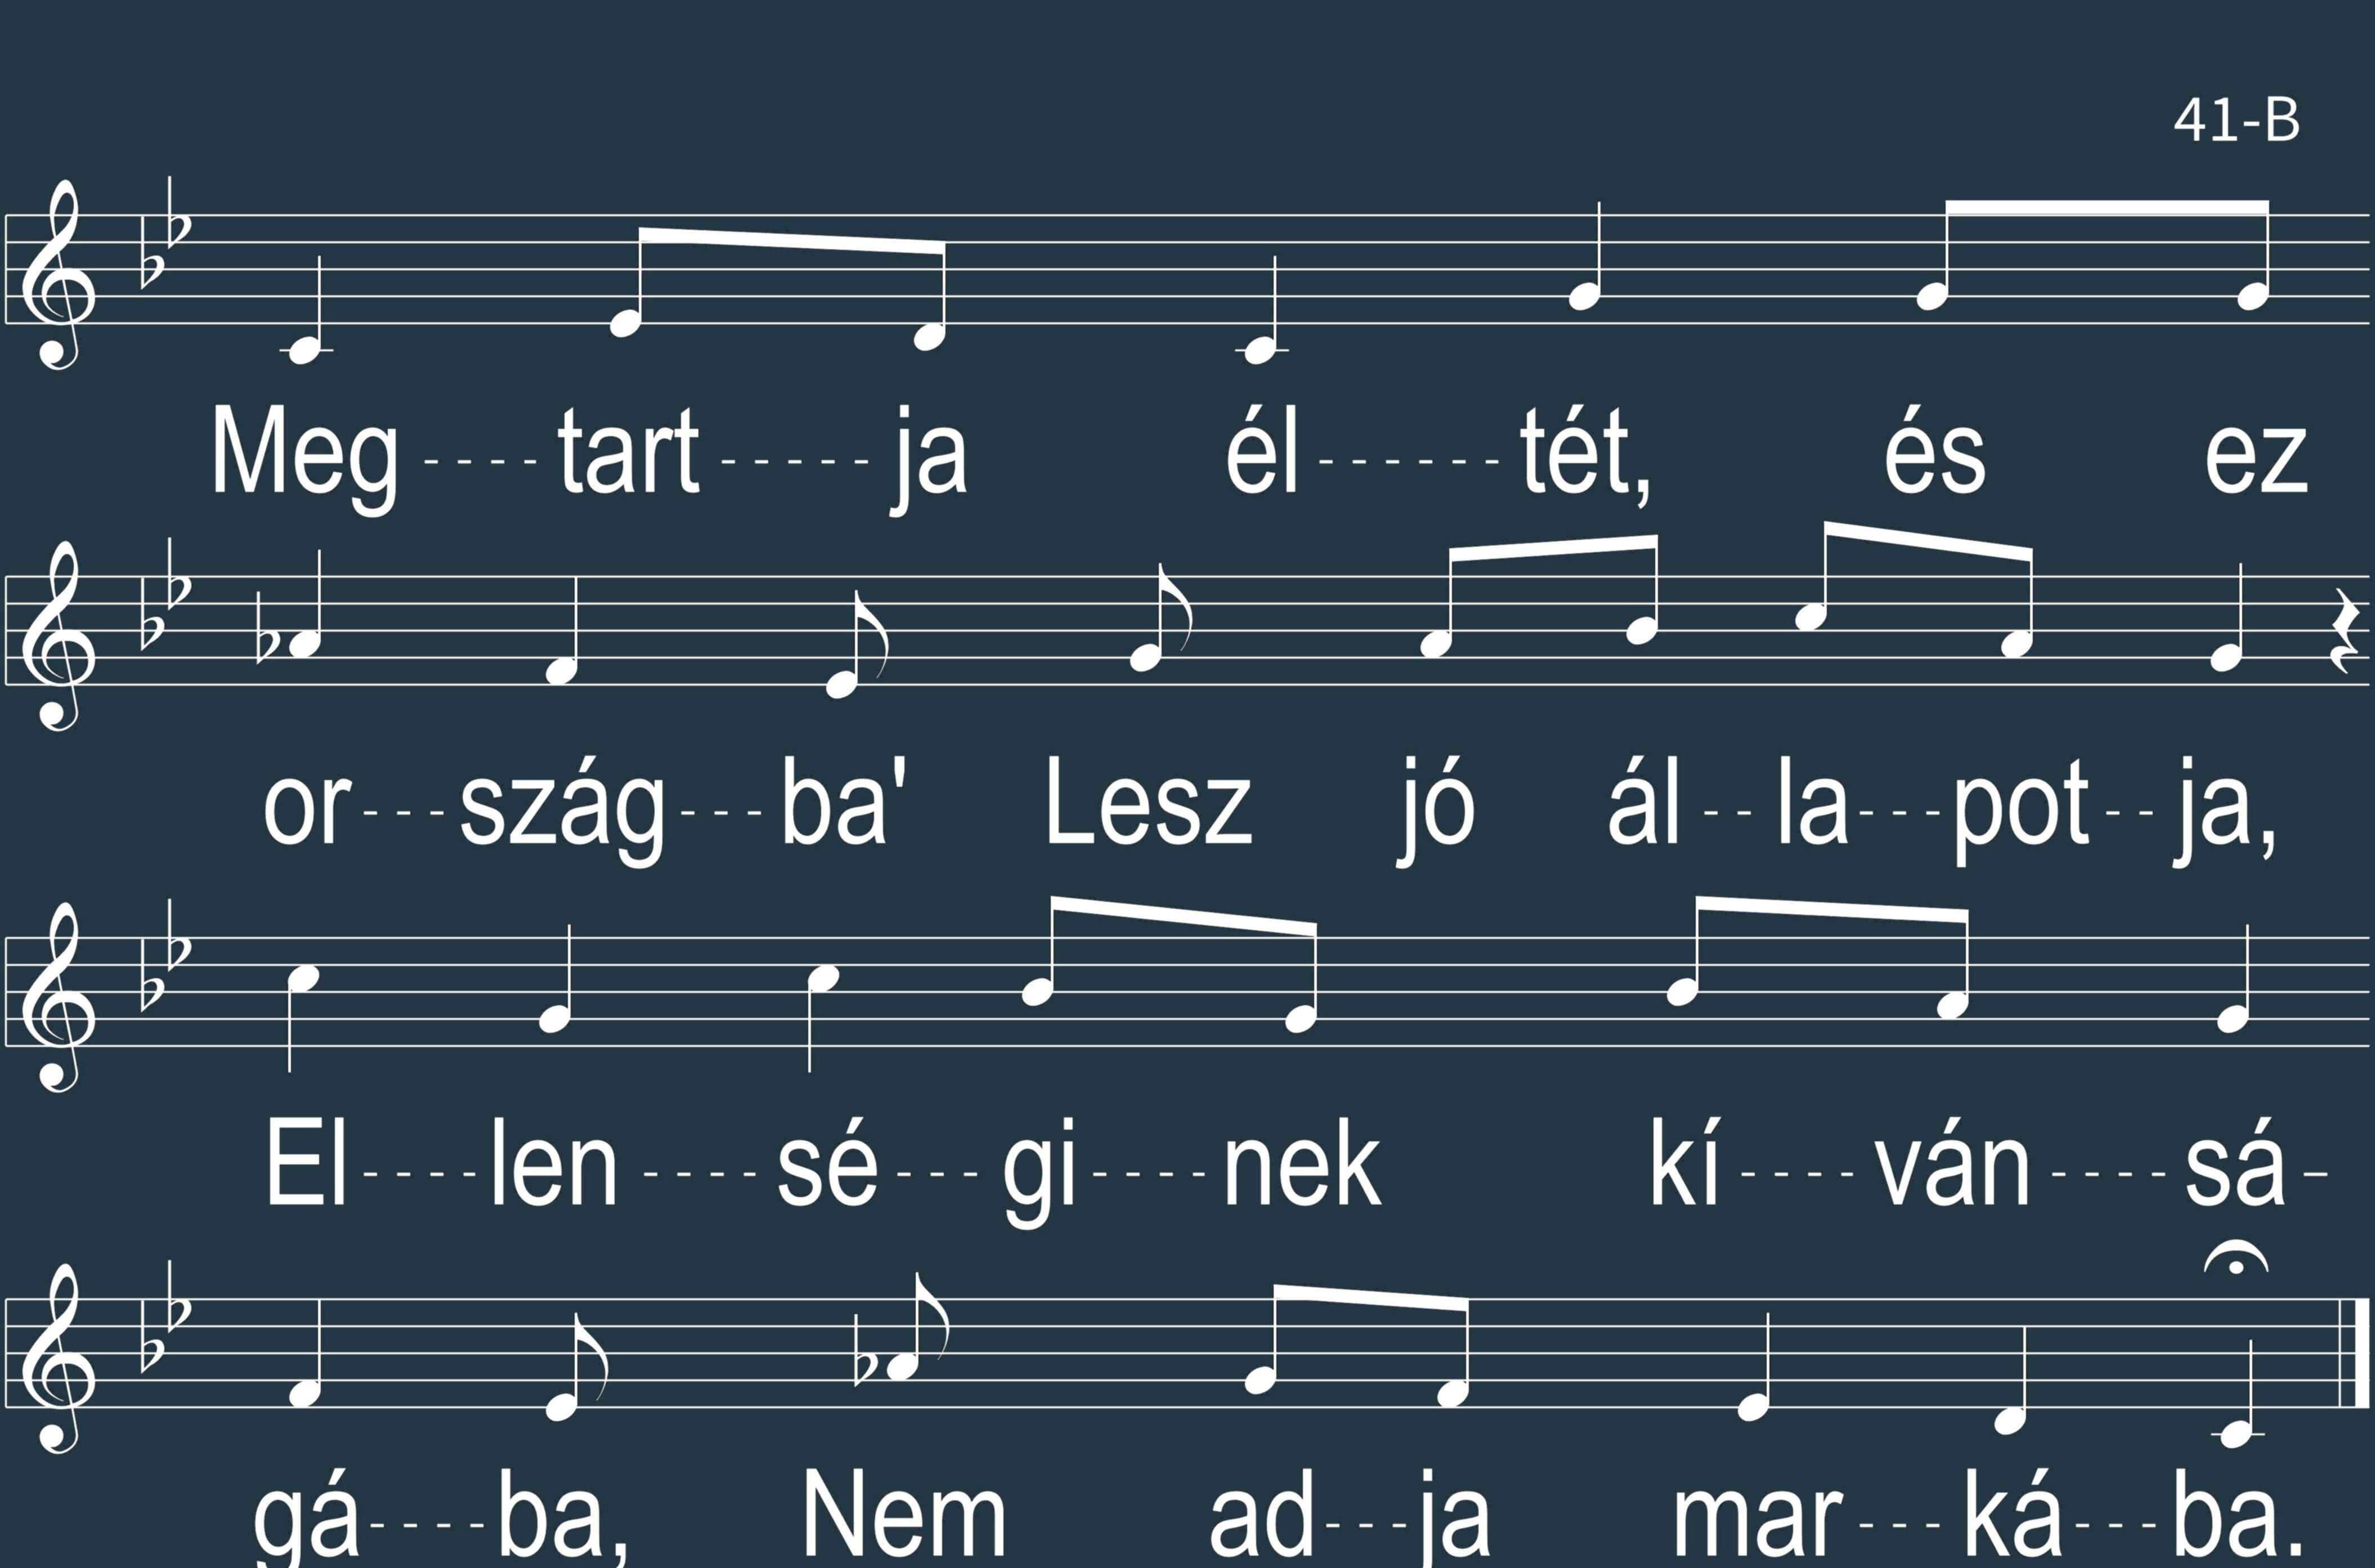 41-B
Meg----tart-----ja él------tét, és ez
or---szág---ba' Lesz jó ál--la---pot--ja,
El----len----sé---gi----nek kí----ván----sá-
gá----ba, Nem ad---ja mar---ká---ba.